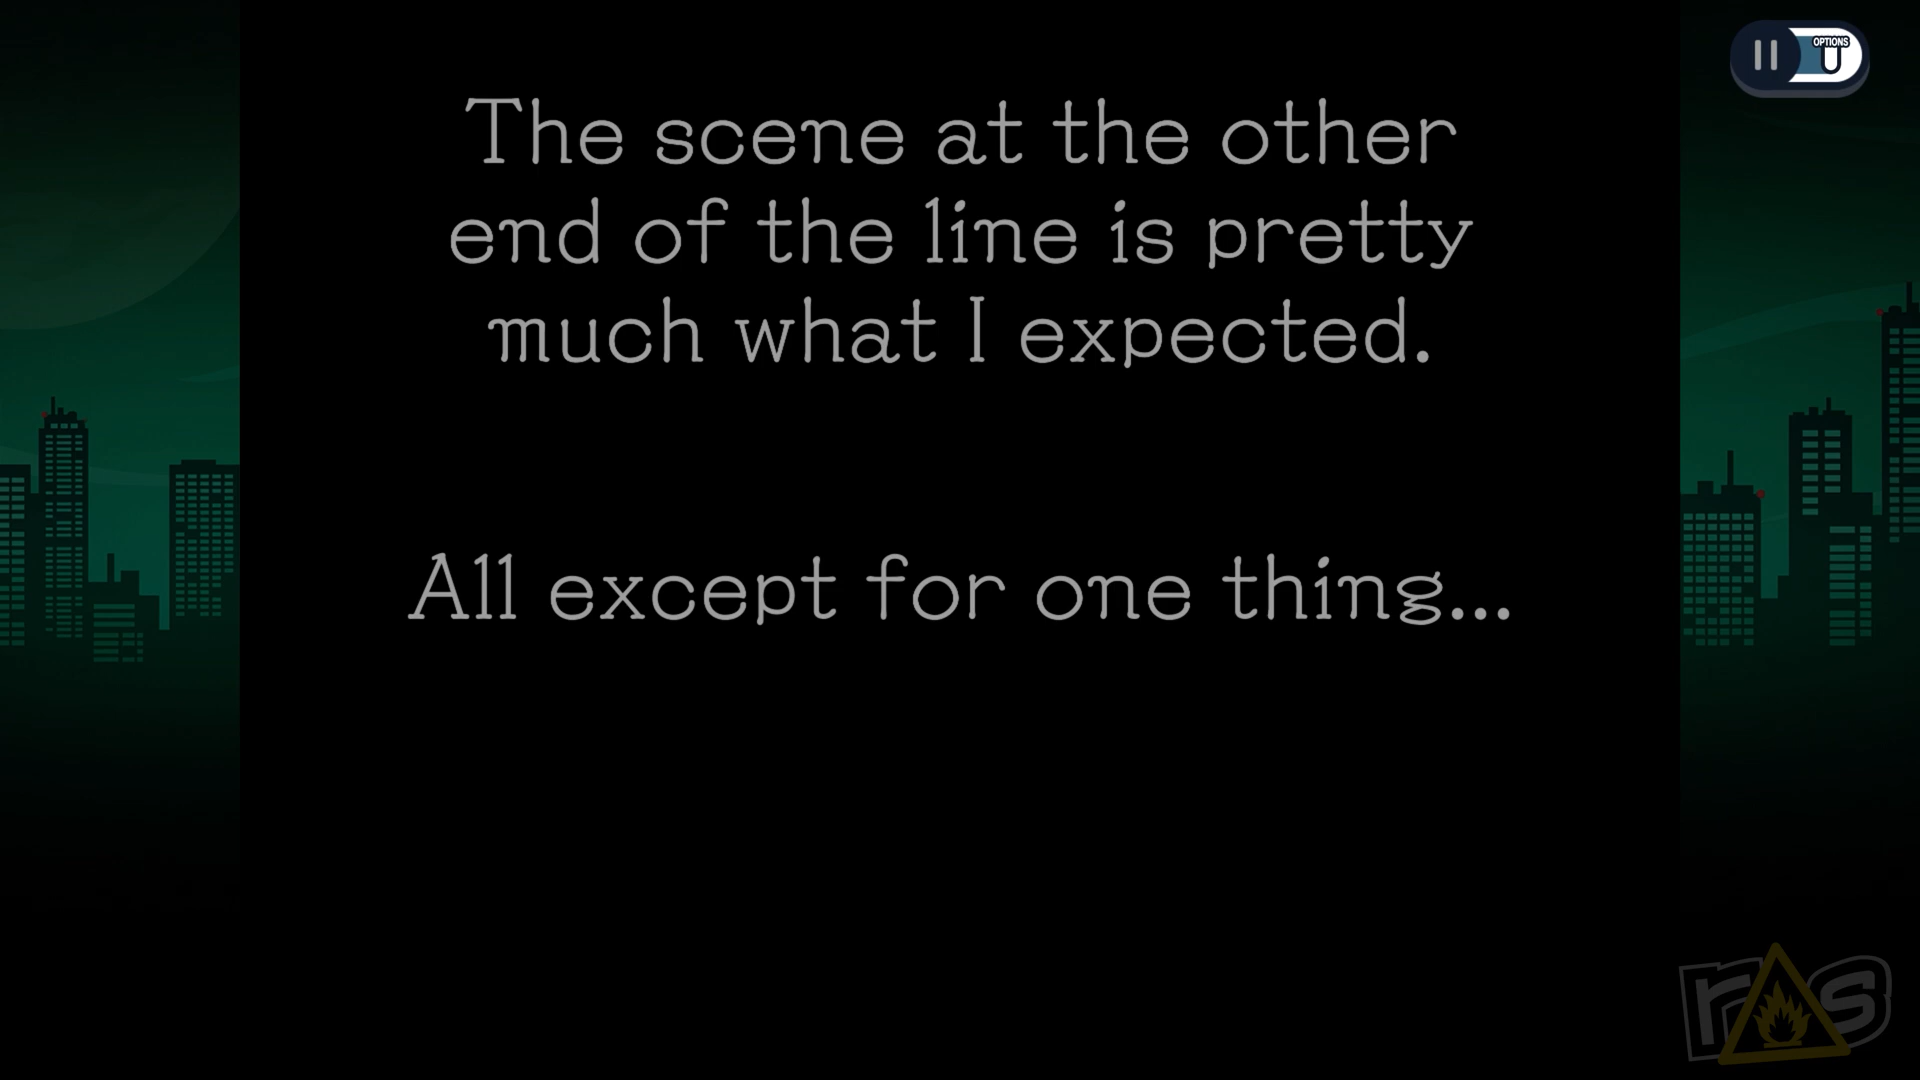 OPTIONS
The scene at the other
end of the line is pretty
much what I expected.
All except for one thing...
ras